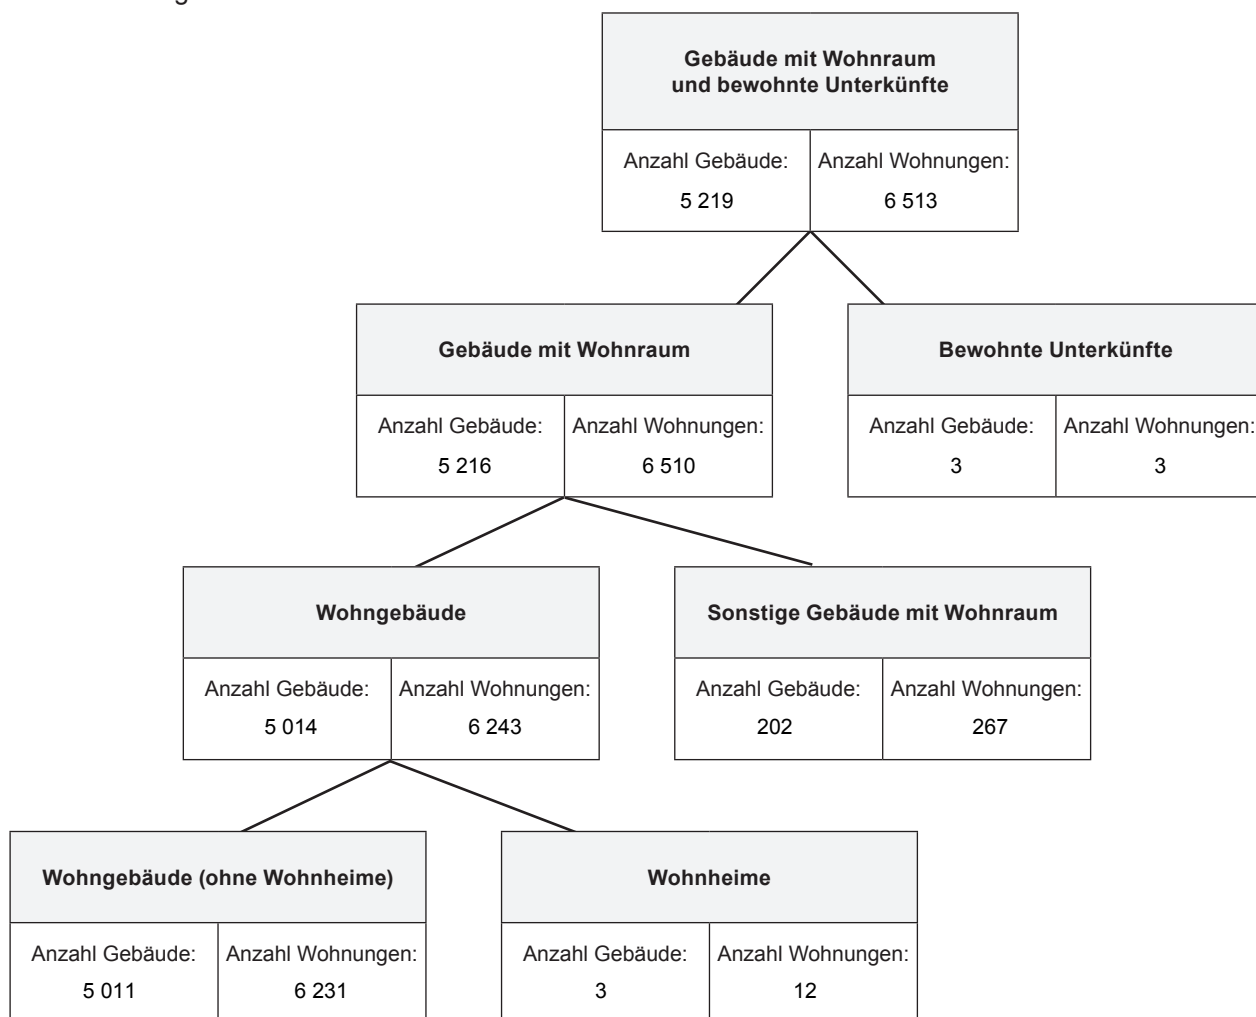 Gebäude mit Wohnraum
und bewohnte Unterkünfte
Anzahl Gebäude: Anzahl Wohnungen:
5 219 6 513
Gebäude mit Wohnraum Bewohnte Unterkünfte
Anzahl Gebäude: Anzahl Wohnungen: Anzahl Gebäude: Anzahl Wohnungen:
5 216 6 510 3 3
Wohngebäude Sonstige Gebäude mit Wohnraum
Anzahl Gebäude: Anzahl Wohnungen: Anzahl Gebäude: Anzahl Wohnungen:
5 014 6 243 202 267
Wohngebäude (ohne Wohnheime) Wohnheime
Anzahl Gebäude: Anzahl Wohnungen: Anzahl Gebäude: Anzahl Wohnungen:
5 011 6 231 3 12